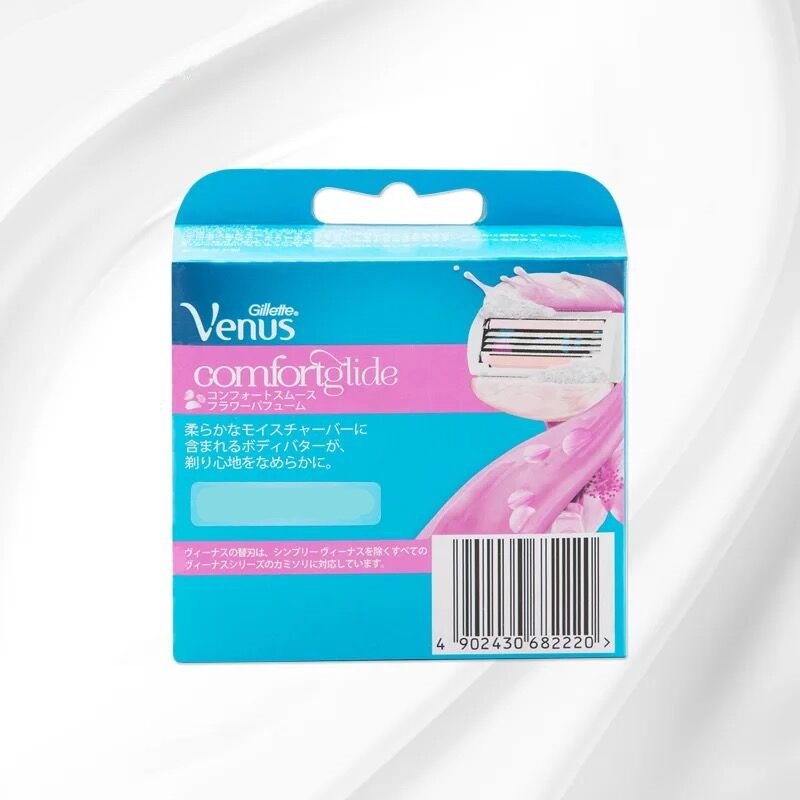 Gillette®
Venus
comfortglide
コンフォートスムース
フラワーパフューム
柔らかなモイスチャーバーに
含まれるボディバターが、
剃り心地をなめらかに。
ヴィーナスの替刃は、シンプリー ヴィーナスを除くすべての
ヴィーナスシリーズのカミソリに対応しています。
4 902430 682220 >